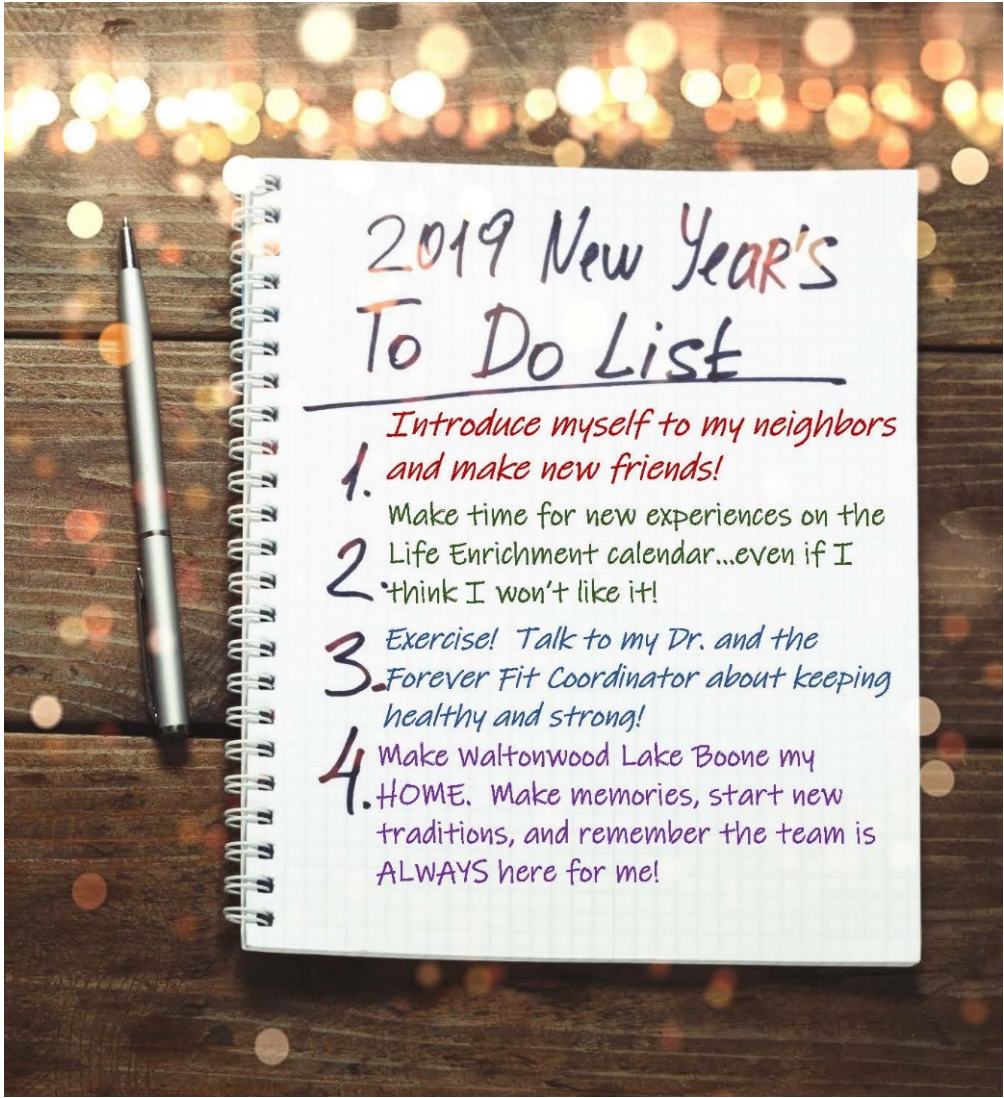 2019 New Year's
To Do List
1. Introduce myself to my neighbors
and make new friends!
2. Make time for new experiences on the
Life Enrichment calendar...even if I
think I won't like it!
3. Exercise!  Talk to my Dr. and the
Forever Fit Coordinator about keeping
healthy and strong!
4. Make Waltonwood Lake Boone my
HOME.  Make memories, start new
traditions, and remember the team is
ALWAYS here for me!